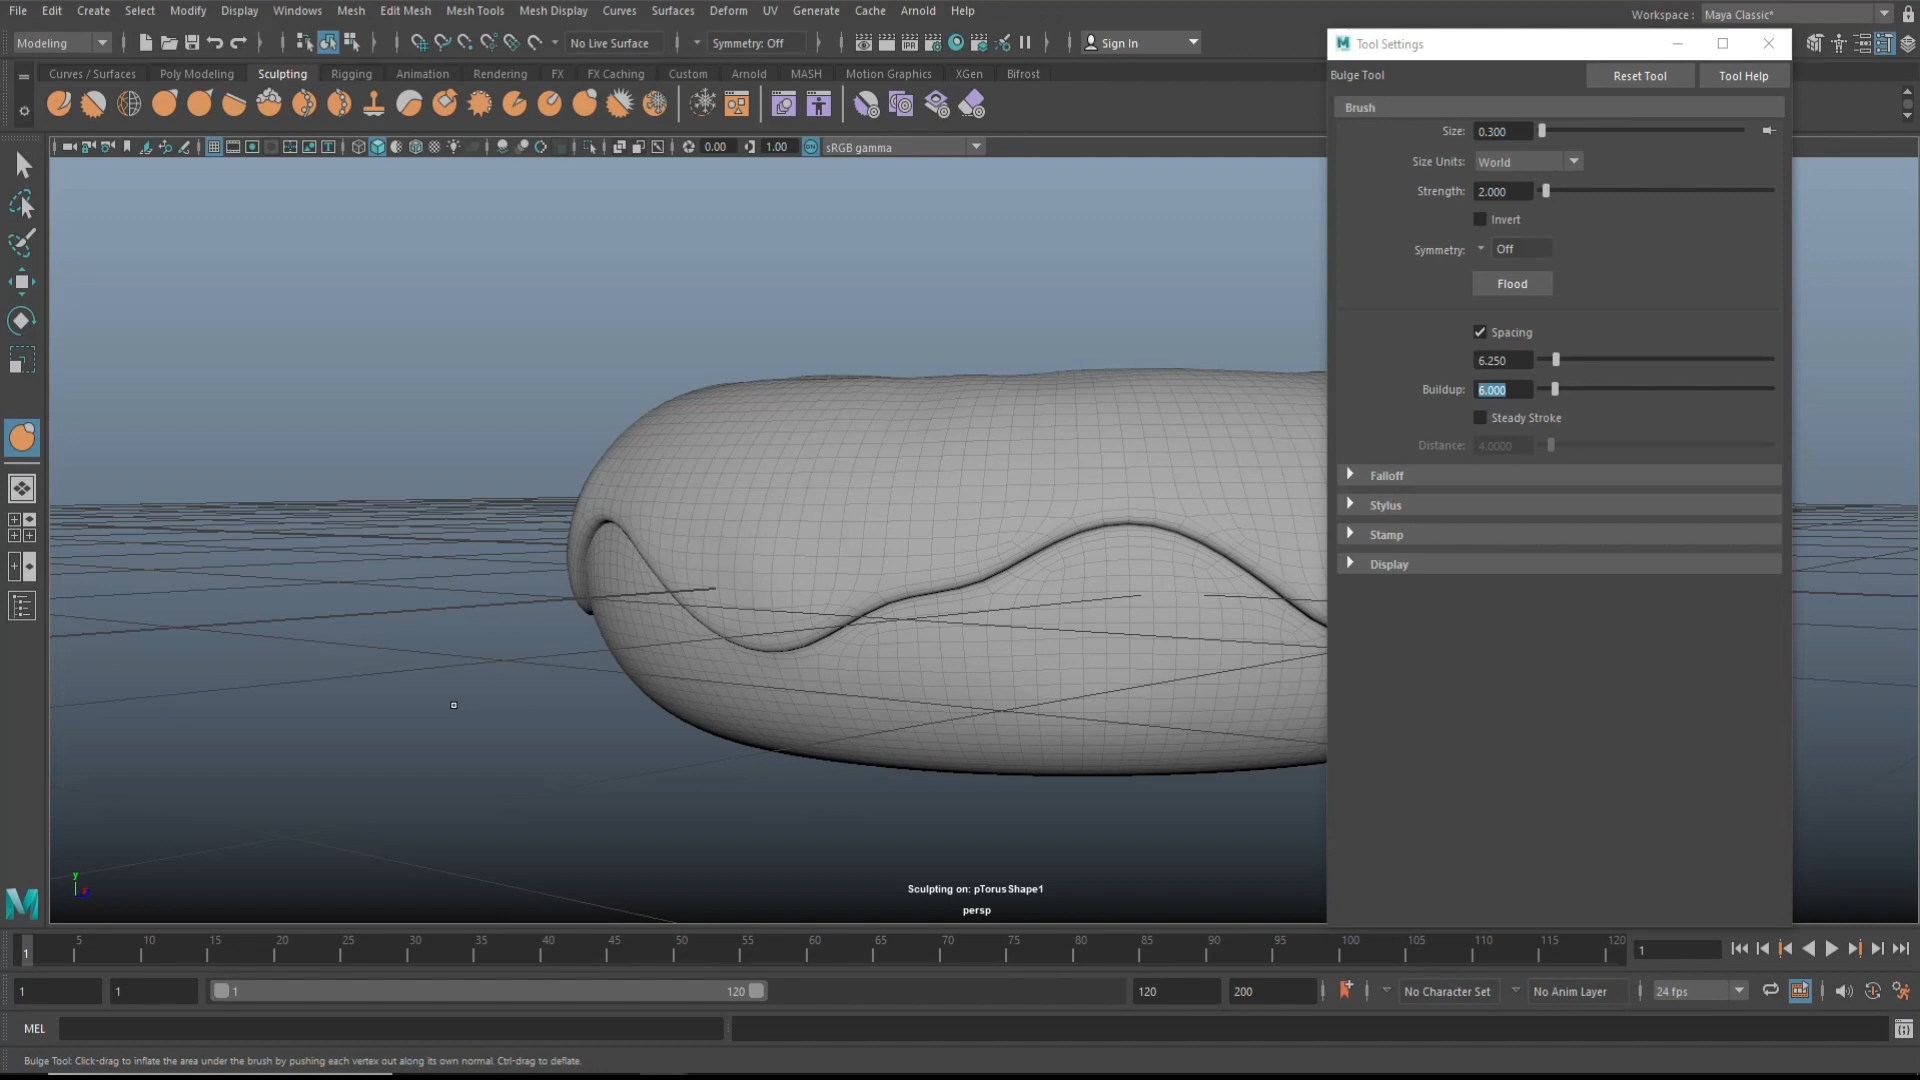 File Edit Create Select Modify Display Windows Mesh Edit Mesh Mesh Tools Mesh Display Curves Surfaces Deform UV Generate Cache Arnold Help
Workspace : Maya Classic*
Modeling
No Live Surface
Symmetry: Off
Sign In
Tool Settings
Curves / Surfaces Poly Modeling Sculpting Rigging Animation Rendering FX FX Caching Custom Arnold MASH Motion Graphics XGen Bifrost
Bulge Tool
Reset Tool
Tool Help
Brush
Size: 0.300
0.00 1.00 ON sRGB gamma
Size Units: World
Strength: 2.000
Invert
Symmetry: Off
Flood
Spacing
6.250
Buildup: 6.000
Steady Stroke
Distance: 4.0000
Falloff
Stylus
Stamp
Display
y
Sculpting on: pTorusShape1
persp
1 5 10 15 20 25 30 35 40 45 50 55 60 65 70 75 80 85 90 95 100 105 110 115 120 1
1 1 1 120 120 200 No Character Set No Anim Layer 24 fps
MEL
Bulge Tool: Click-drag to inflate the area under the brush by pushing each vertex out along its own normal. Ctrl-drag to deflate.